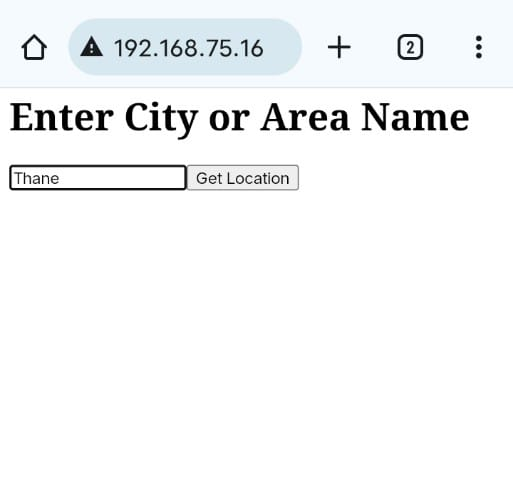 192.168.75.16
2
Enter City or Area Name
Thane
Get Location